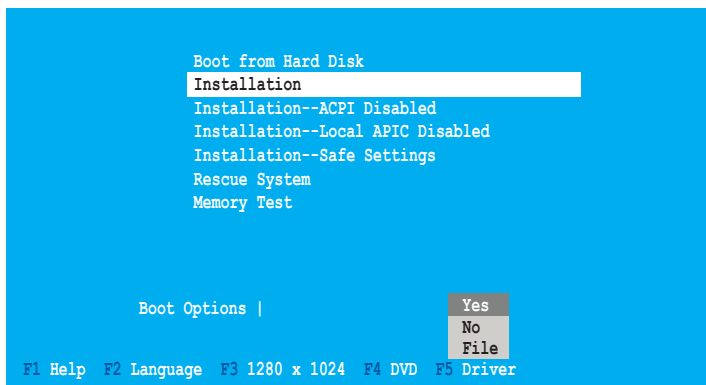 Boot from Hard Disk
Installation
Installation--ACPI Disabled
Installation--Local APIC Disabled
Installation--Safe Settings
Rescue System
Memory Test
Boot Options |
Yes
No
File
F1 Help F2 Language F3 1280 x 1024 F4 DVD F5 Driver